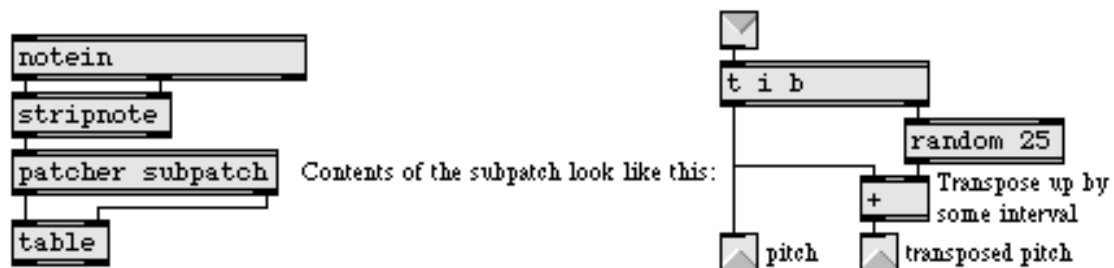 notein
stripnote
patcher subpatch
table
Contents of the subpatch look like this:
t i b
random 25
+
Transpose up by
some interval
pitch
transposed pitch